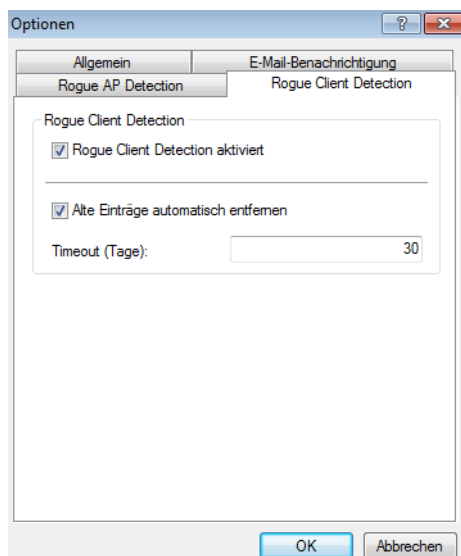 Optionen
?
Allgemein
E-Mail-Benachrichtigung
Rogue AP Detection
Rogue Client Detection
Rogue Client Detection
Rogue Client Detection aktiviert
Alte Einträge automatisch entfernen
Timeout (Tage): 30
OK Abbrechen